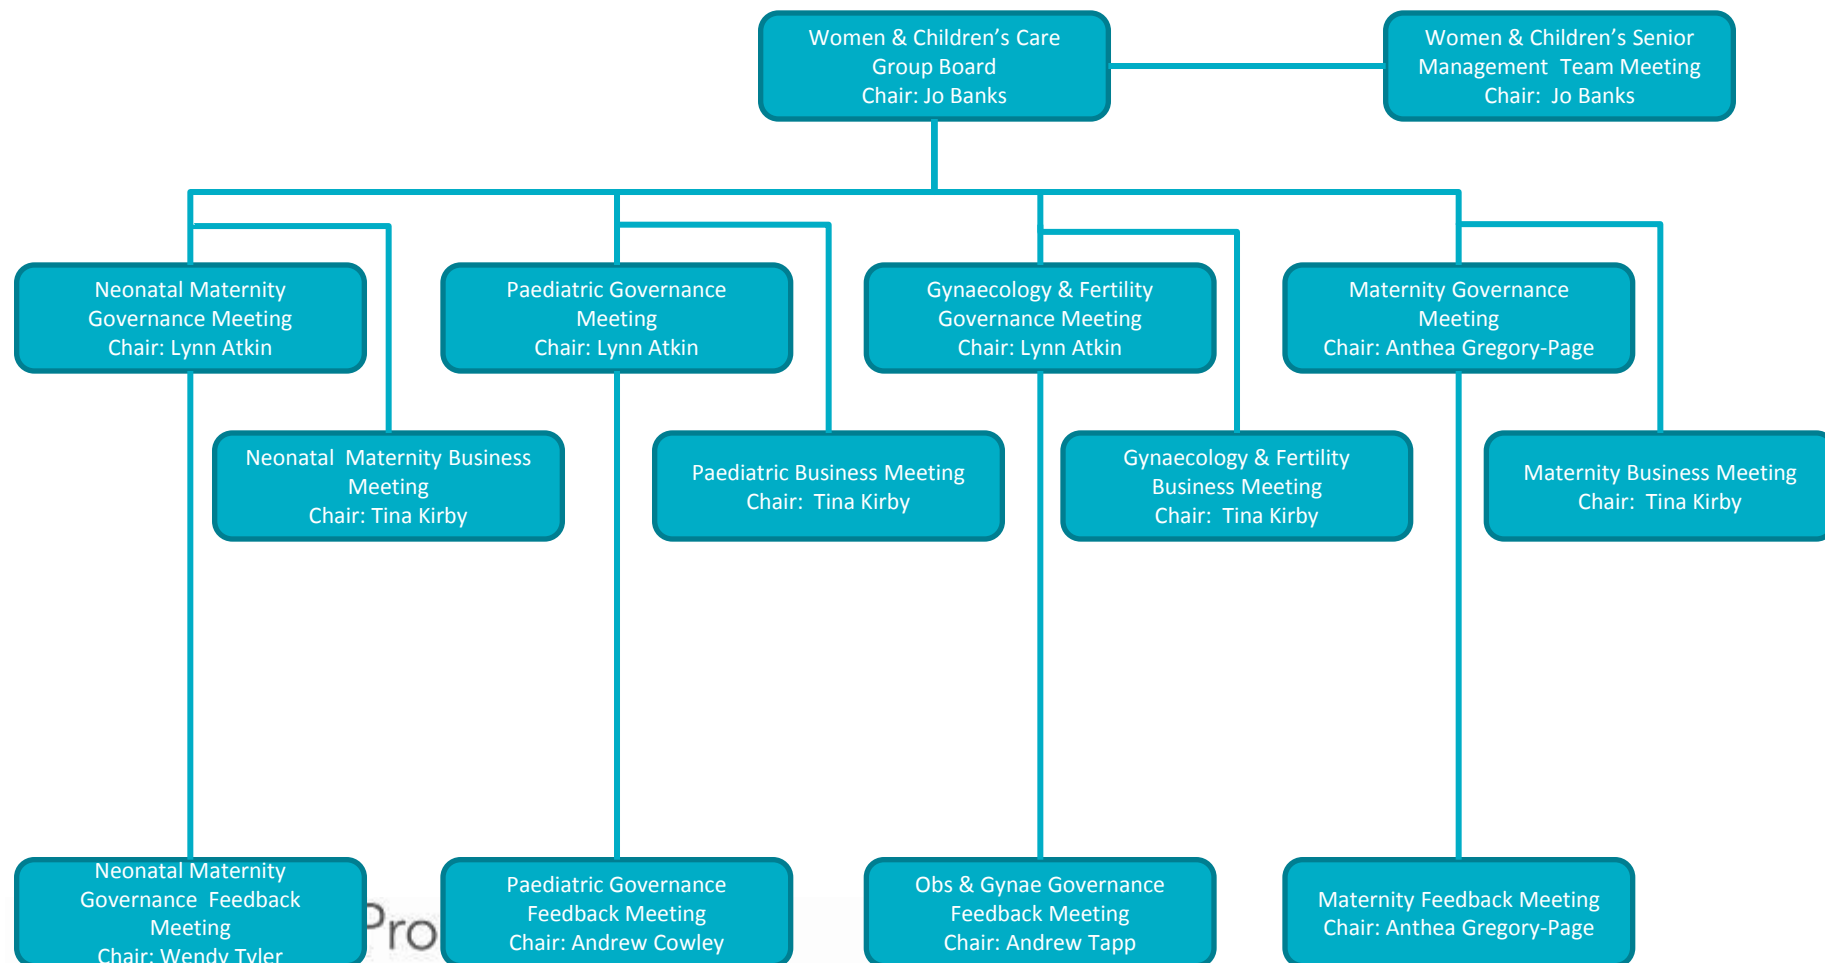 Women & Children’s Care
Group Board
Chair: Jo Banks
Women & Children’s Senior
Management Team Meeting
Chair: Jo Banks
Neonatal Maternity
Governance Meeting
Chair: Lynn Atkin
Paediatric Governance
Meeting
Chair: Lynn Atkin
Gynaecology & Fertility
Governance Meeting
Chair: Lynn Atkin
Maternity Governance
Meeting
Chair: Anthea Gregory-Page
Neonatal Maternity Business
Meeting
Chair: Tina Kirby
Paediatric Business Meeting
Chair: Tina Kirby
Gynaecology & Fertility
Business Meeting
Chair: Tina Kirby
Maternity Business Meeting
Chair: Tina Kirby
Neonatal Maternity
Governance Feedback
Meeting
Chair: Wendy Tyler
Paediatric Governance
Feedback Meeting
Chair: Andrew Cowley
Obs & Gynae Governance
Feedback Meeting
Chair: Andrew Tapp
Maternity Feedback Meeting
Chair: Anthea Gregory-Page